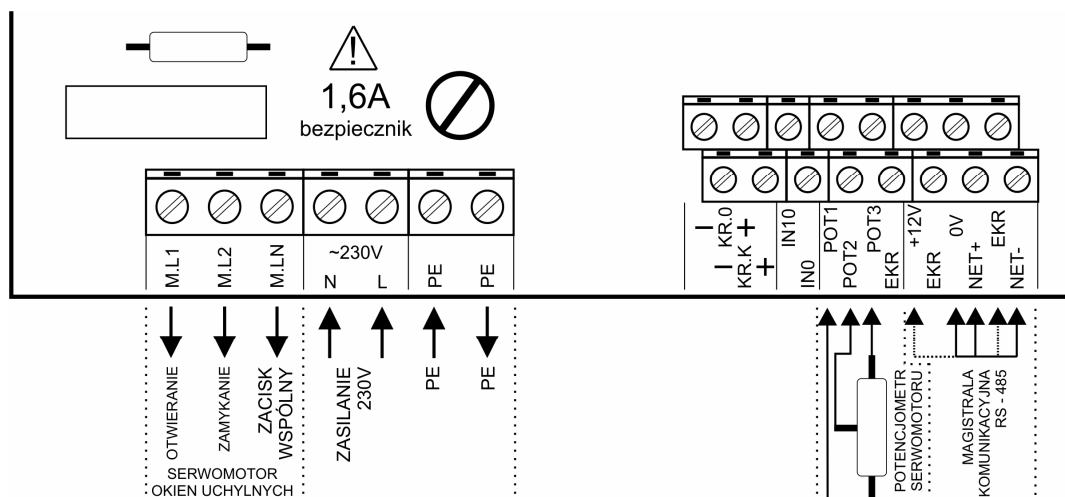 1,6A
bezpiecznik
M.L1
M.L2
M.LN
~230V
N
L
PE
PE
– KR.0 +
– KR.K +
IN10
IN0
POT1
POT2
POT3
EKR
+12V
EKR
0V
NET+
EKR
NET-
OTWIERANIE
ZAMYKANIE
ZACISK
WSPÓLNY
ZASILANIE
230V
PE
PE
SERWOMOTOR
OKIEN UCHYLNYCH
POTENCJOMETR
SERWOMOTORU
MAGISTRALA
KOMUNIKACYJNA
RS - 485